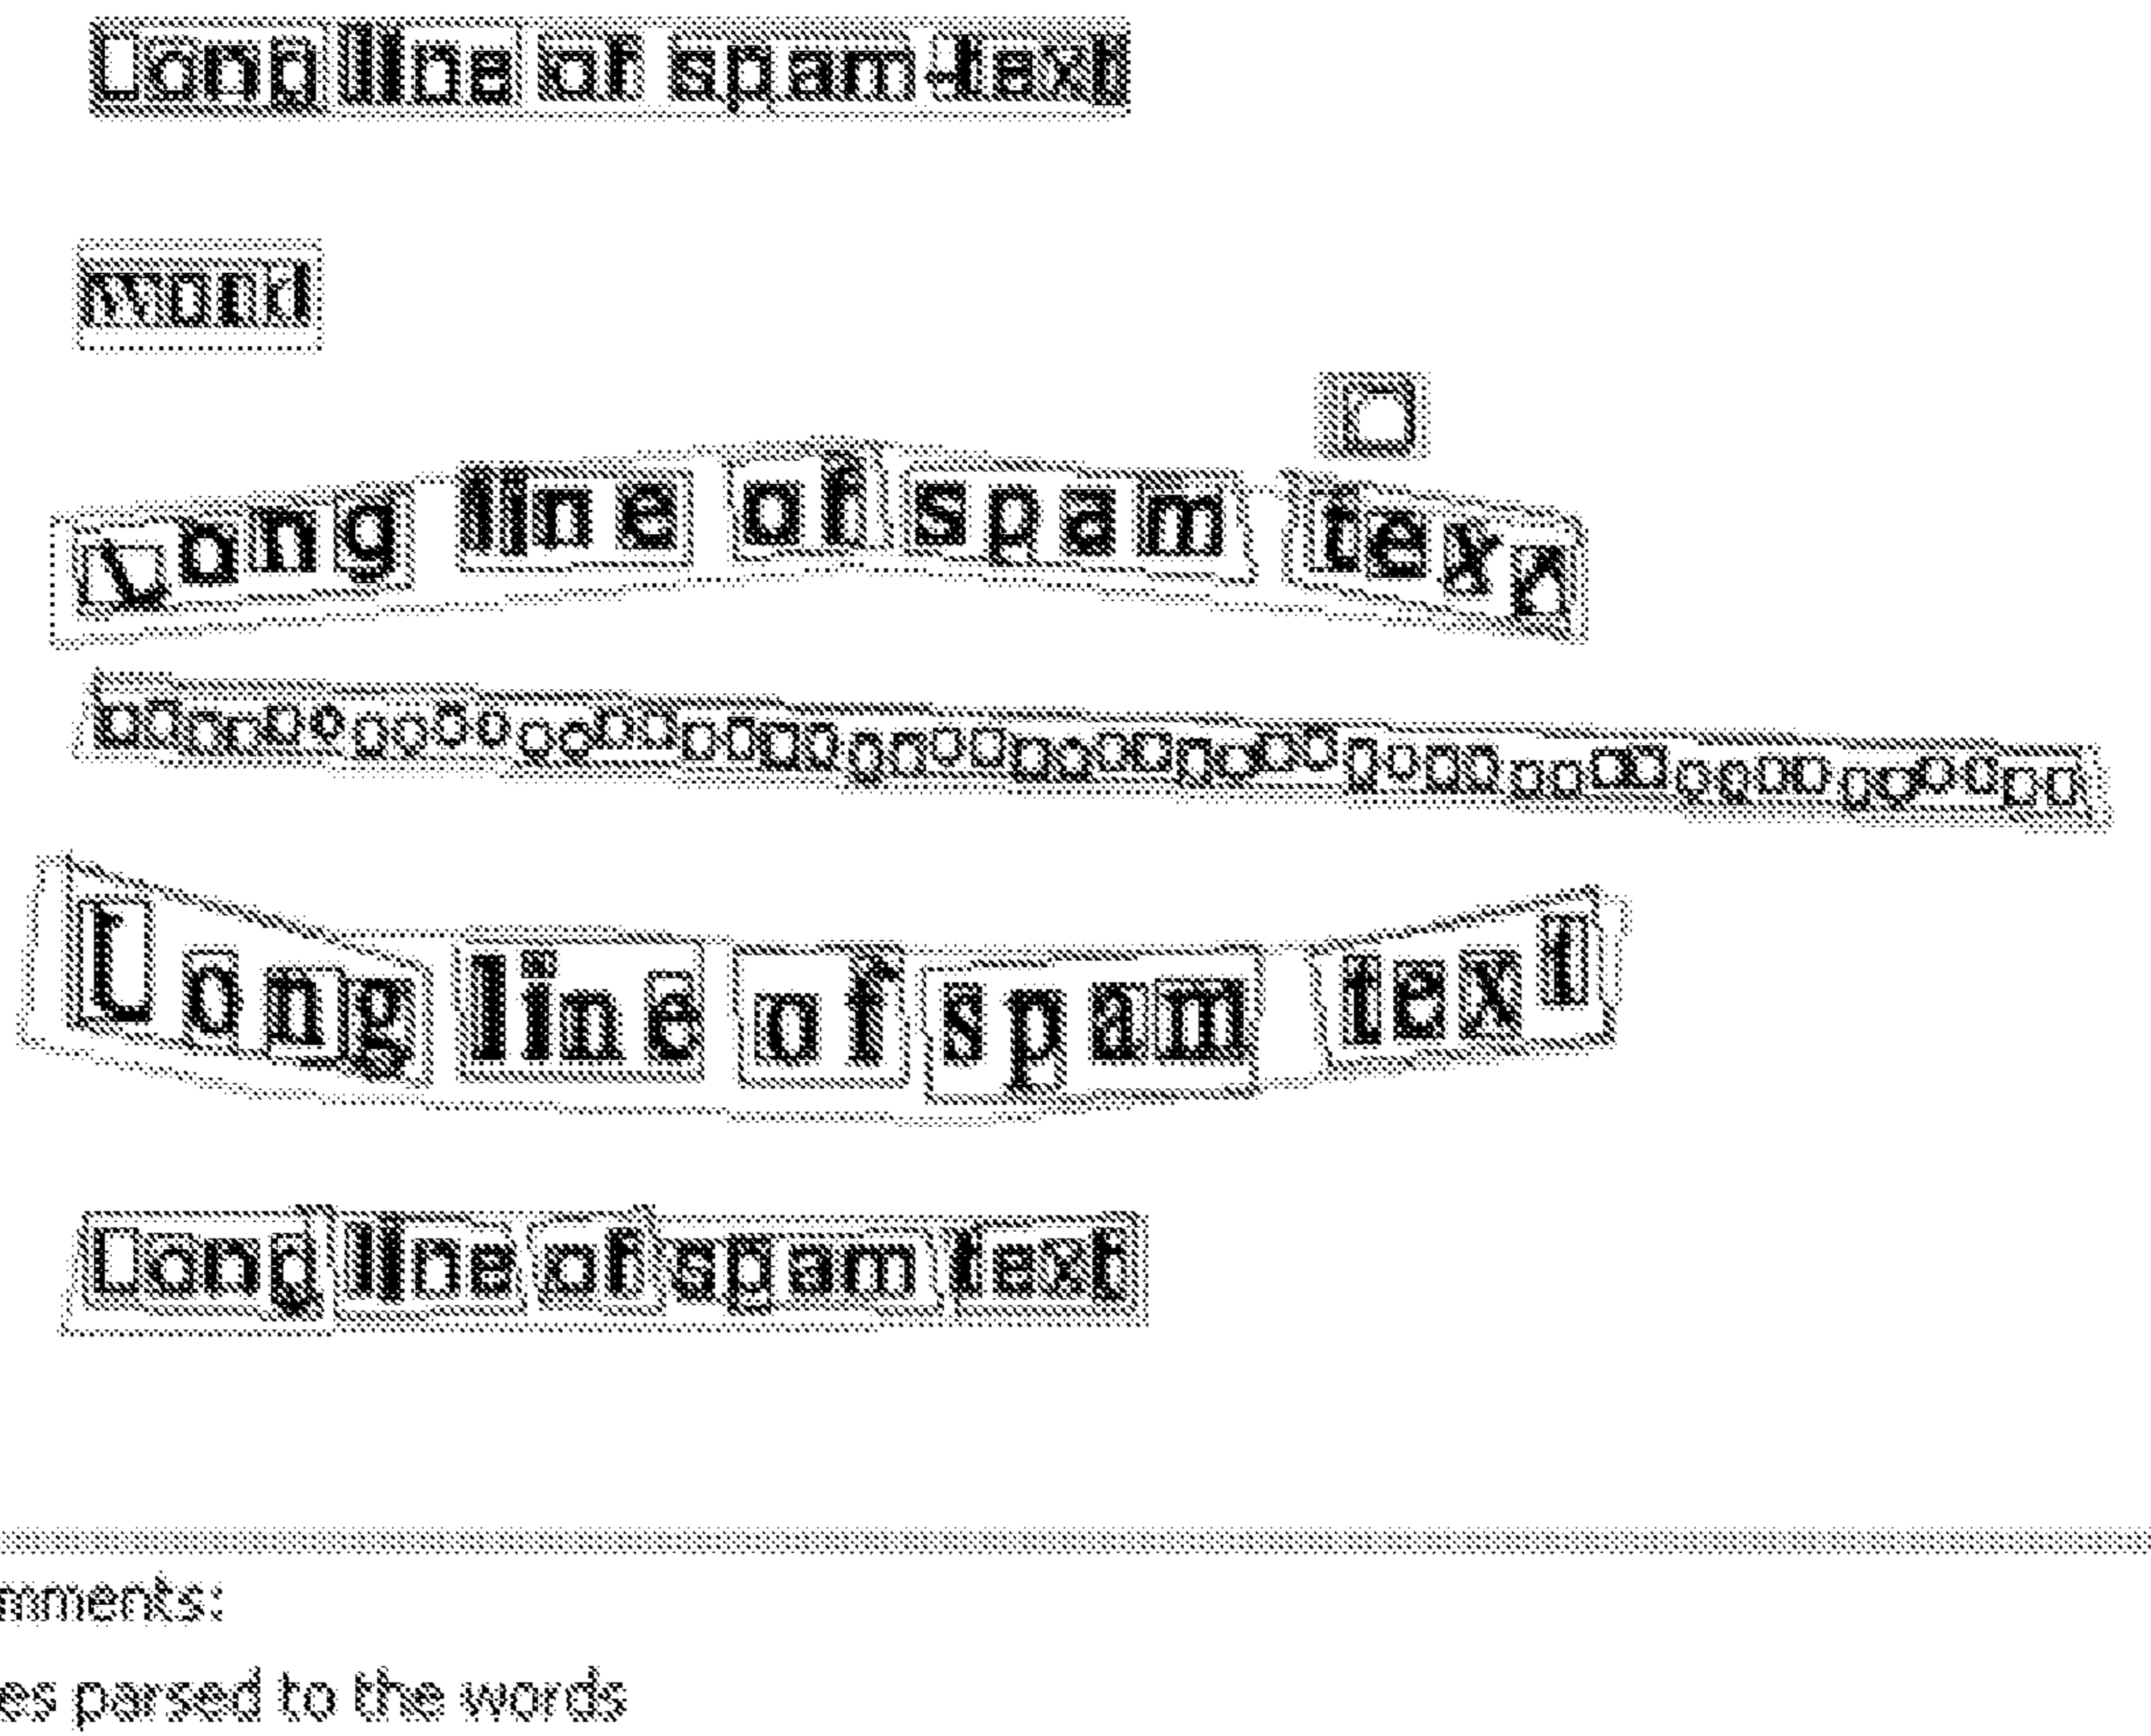 Long line of spam-text
word
Long line of spam text
Long line of spam text
Long line of spam text
mments:
es parsed to the words